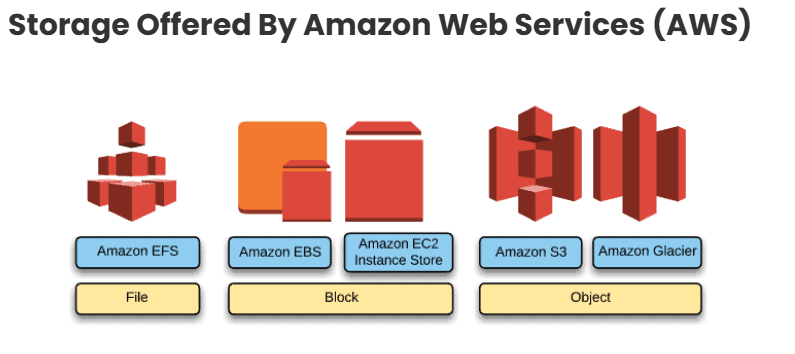 Storage Offered By Amazon Web Services (AWS)
Amazon EFS
Amazon EBS
Amazon EC2
Instance Store
Amazon S3
Amazon Glacier
File
Block
Object